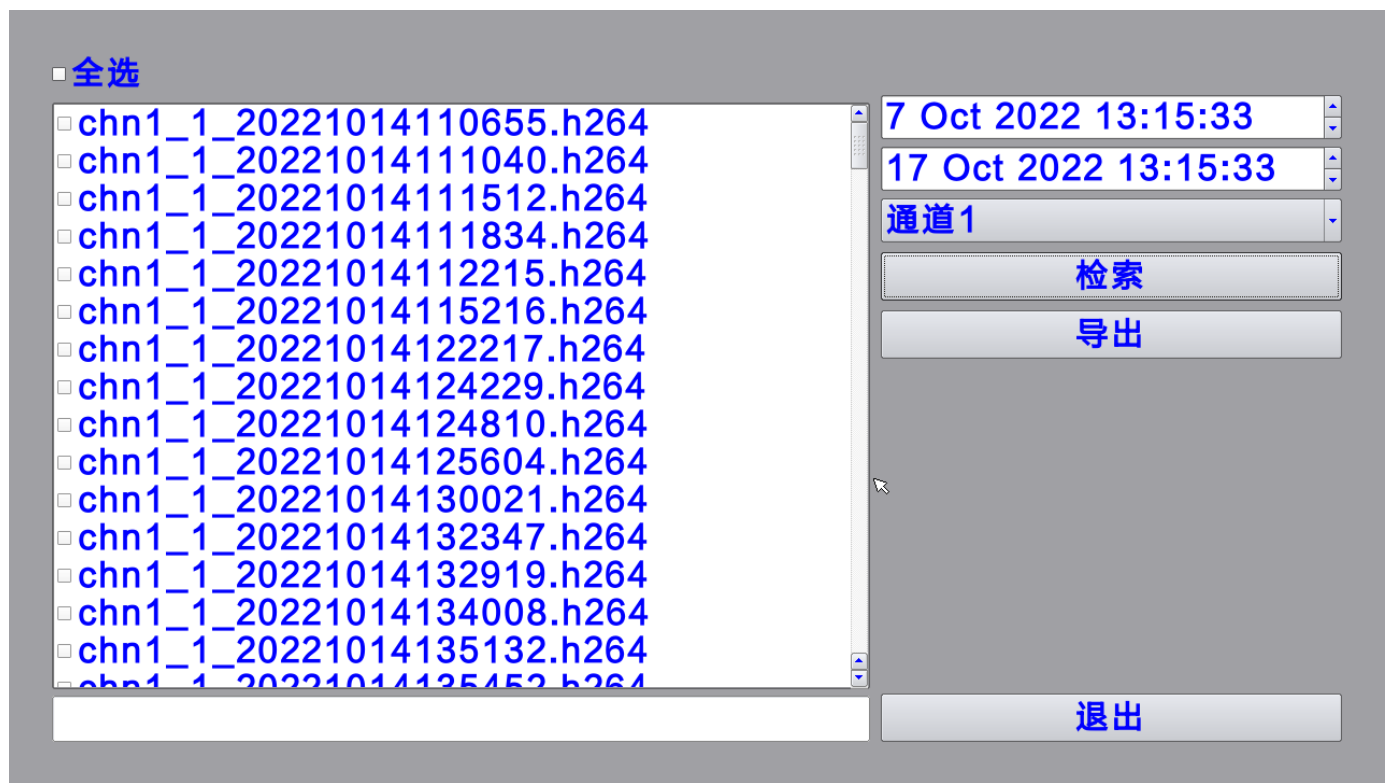 全选
chn1_1_20221014110655.h264
chn1_1_20221014111040.h264
chn1_1_20221014111512.h264
chn1_1_20221014111834.h264
chn1_1_20221014112215.h264
chn1_1_20221014115216.h264
chn1_1_20221014122217.h264
chn1_1_20221014124229.h264
chn1_1_20221014124810.h264
chn1_1_20221014125604.h264
chn1_1_20221014130021.h264
chn1_1_20221014132347.h264
chn1_1_20221014132919.h264
chn1_1_20221014134008.h264
chn1_1_20221014135132.h264
chn1_1_20221014135452.h264
7 Oct 2022 13:15:33
17 Oct 2022 13:15:33
通道1
检索
导出
退出